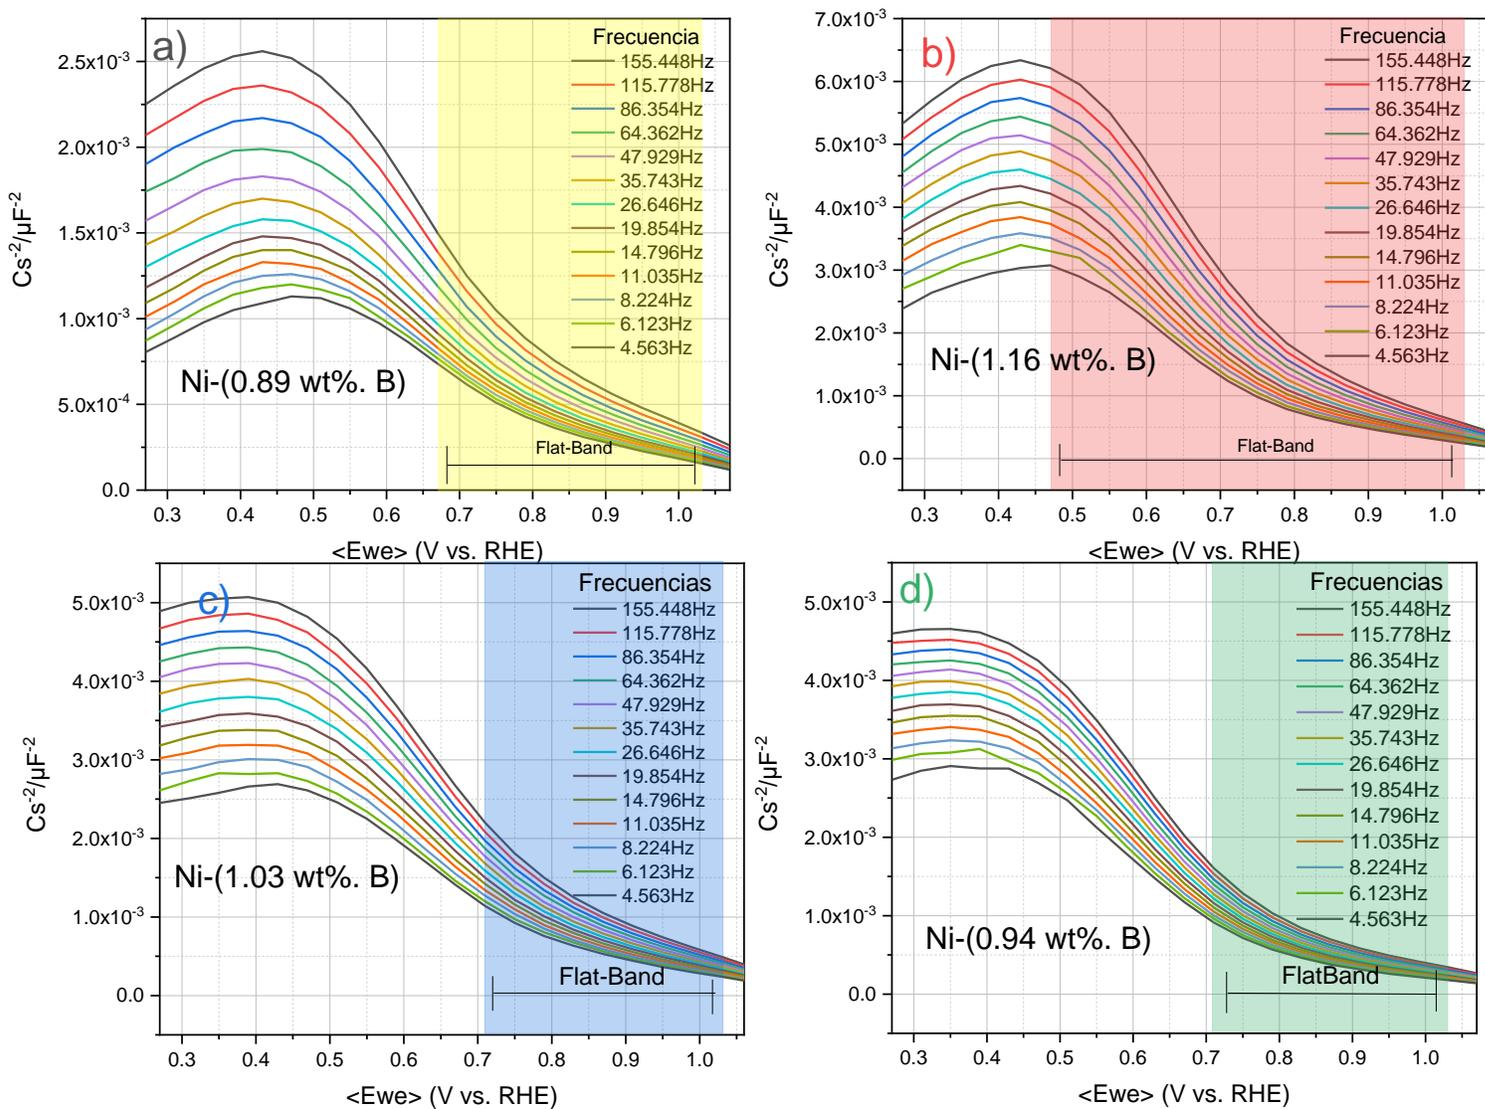 a)
Frecuencia
155.448Hz
115.778Hz
86.354Hz
64.362Hz
47.929Hz
35.743Hz
26.646Hz
19.854Hz
14.796Hz
11.035Hz
8.224Hz
6.123Hz
4.563Hz
2.5x10⁻³
2.0x10⁻³
1.5x10⁻³
1.0x10⁻³
5.0x10⁻⁴
0.0
Cs⁻²/μF⁻²
Ni-(0.89 wt%. B)
Flat-Band
0.3 0.4 0.5 0.6 0.7 0.8 0.9 1.0
<Ewe> (V vs. RHE)
b)
Frecuencia
155.448Hz
115.778Hz
86.354Hz
64.362Hz
47.929Hz
35.743Hz
26.646Hz
19.854Hz
14.796Hz
11.035Hz
8.224Hz
6.123Hz
4.563Hz
7.0x10⁻³
6.0x10⁻³
5.0x10⁻³
4.0x10⁻³
3.0x10⁻³
2.0x10⁻³
1.0x10⁻³
0.0
Cs⁻²/μF⁻²
Ni-(1.16 wt%. B)
Flat-Band
0.3 0.4 0.5 0.6 0.7 0.8 0.9 1.0
<Ewe> (V vs. RHE)
c)
Frecuencias
155.448Hz
115.778Hz
86.354Hz
64.362Hz
47.929Hz
35.743Hz
26.646Hz
19.854Hz
14.796Hz
11.035Hz
8.224Hz
6.123Hz
4.563Hz
5.0x10⁻³
4.0x10⁻³
3.0x10⁻³
2.0x10⁻³
1.0x10⁻³
0.0
Cs⁻²/μF⁻²
Ni-(1.03 wt%. B)
Flat-Band
0.3 0.4 0.5 0.6 0.7 0.8 0.9 1.0
<Ewe> (V vs. RHE)
d)
Frecuencias
155.448Hz
115.778Hz
86.354Hz
64.362Hz
47.929Hz
35.743Hz
26.646Hz
19.854Hz
14.796Hz
11.035Hz
8.224Hz
6.123Hz
4.563Hz
5.0x10⁻³
4.0x10⁻³
3.0x10⁻³
2.0x10⁻³
1.0x10⁻³
0.0
Cs⁻²/μF⁻²
Ni-(0.94 wt%. B)
FlatBand
0.3 0.4 0.5 0.6 0.7 0.8 0.9 1.0
<Ewe> (V vs. RHE)